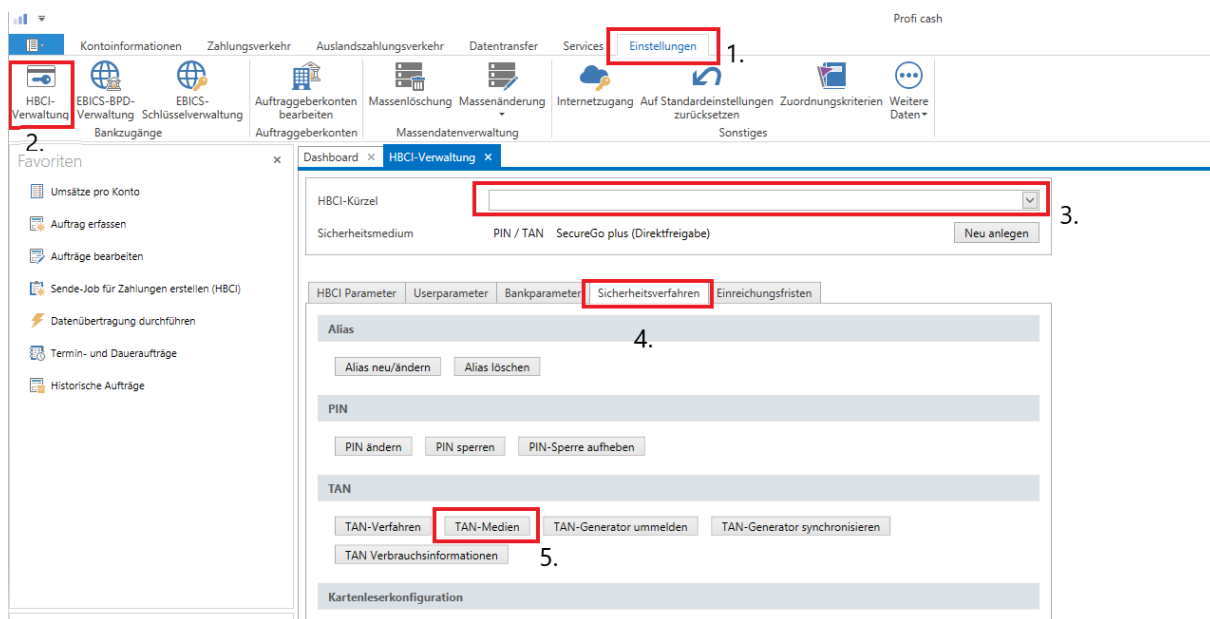 Profi cash
Kontoinformationen Zahlungsverkehr Auslandszahlungsverkehr Datentransfer Services Einstellungen
1.
HBCI-
Verwaltung
EBICS-BPD-
Verwaltung
EBICS-
Schlüsselverwaltung
Auftraggeberkonten
bearbeiten
Massenlöschung
Massenänderung
Internetzugang
Auf Standardeinstellungen
zurücksetzen
Zuordnungskriterien
Weitere
Daten
Bankzugänge Auftraggeberkonten Massendatenverwaltung Sonstiges
2.
Favoriten
Umsätze pro Konto
Auftrag erfassen
Aufträge bearbeiten
Sende-Job für Zahlungen erstellen (HBCI)
Datenübertragung durchführen
Termin- und Daueraufträge
Historische Aufträge
Dashboard HBCI-Verwaltung
HBCI-Kürzel
3.
Sicherheitsmedium PIN / TAN SecureGo plus (Direktfreigabe) Neu anlegen
HBCI Parameter Userparameter Bankparameter Sicherheitsverfahren Einreichungsfristen
4.
Alias
Alias neu/ändern Alias löschen
PIN
PIN ändern PIN sperren PIN-Sperre aufheben
TAN
TAN-Verfahren TAN-Medien TAN-Generator ummelden TAN-Generator synchronisieren
TAN Verbrauchsinformationen 5.
Kartenleserkonfiguration